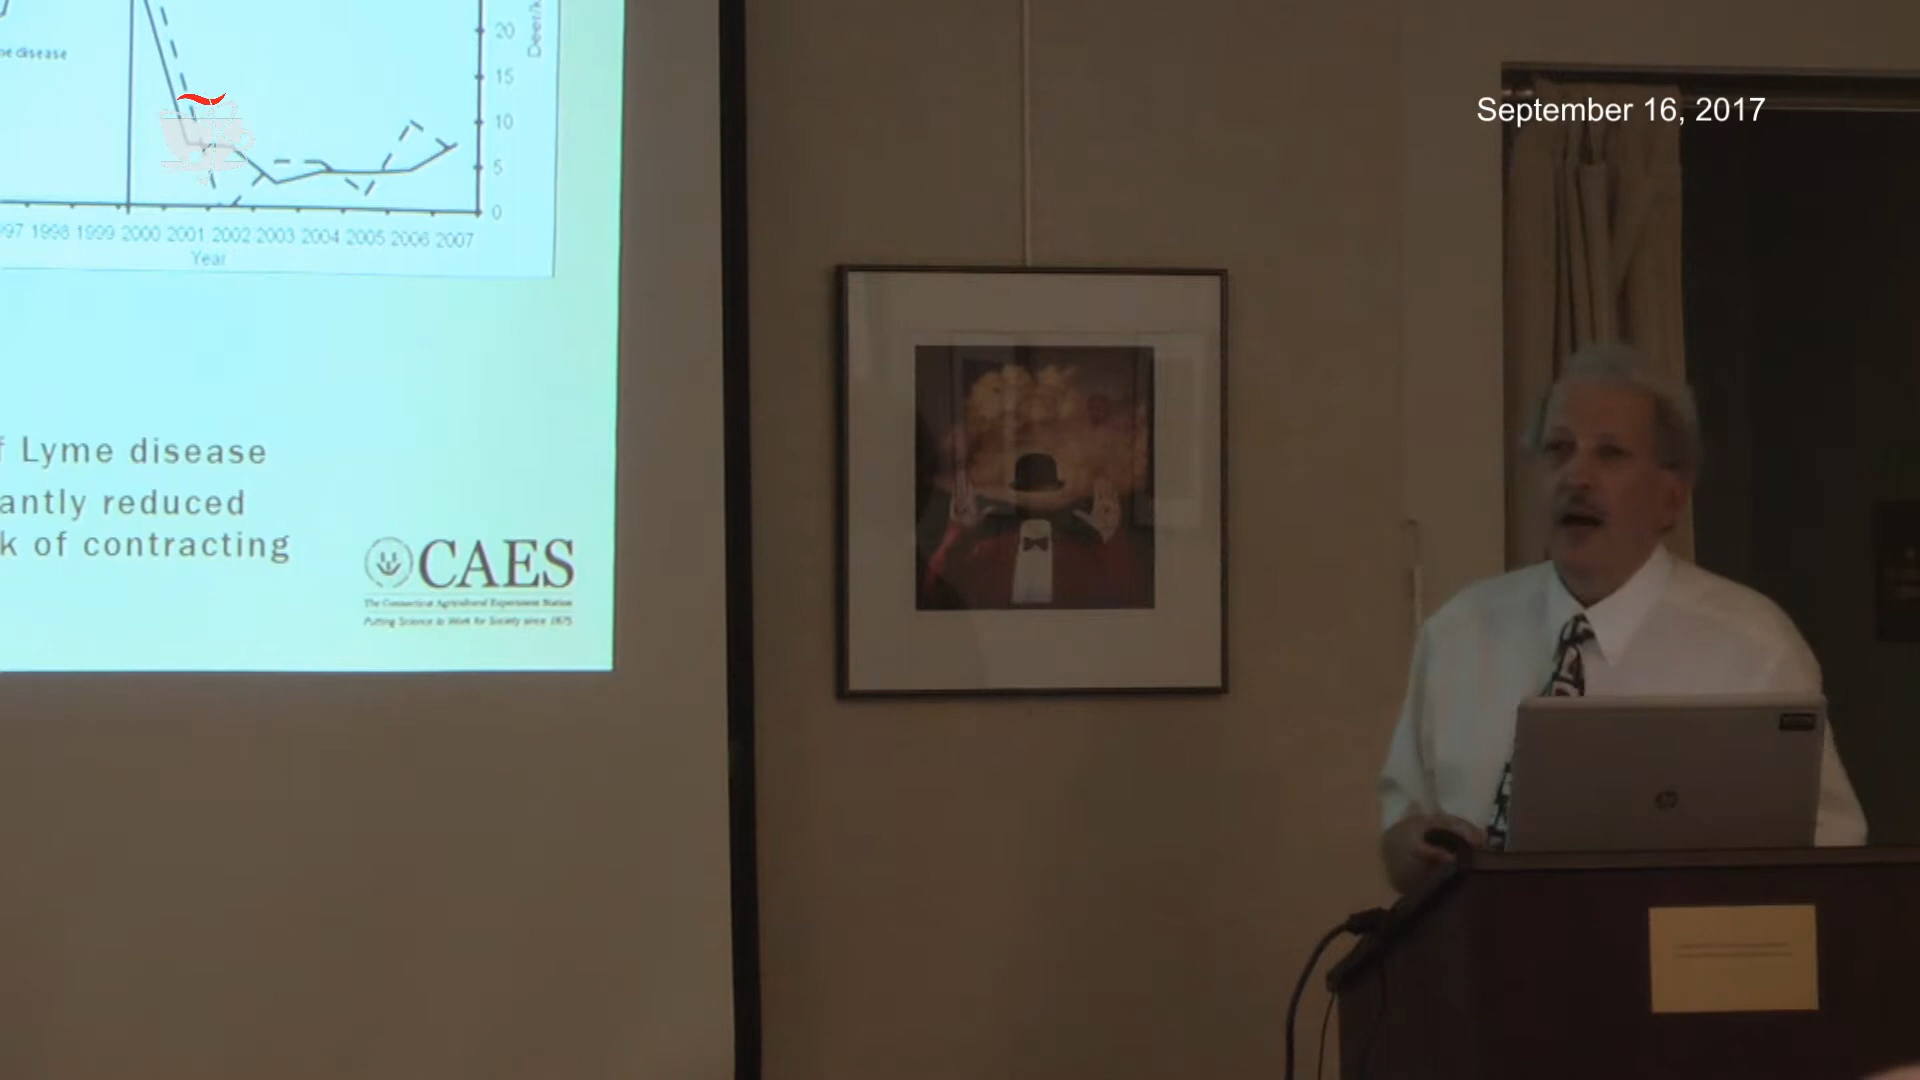 20
ne disease
15
September 16, 2017
10
5
0
97 1998 1999 2000 2001 2002 2003 2004 2005 2006 2007
Year
f Lyme disease
antly reduced
k of contracting
CAES
The Connecticut Agricultural Experiment Station
Putting Science to Work for Society since 1875
hp